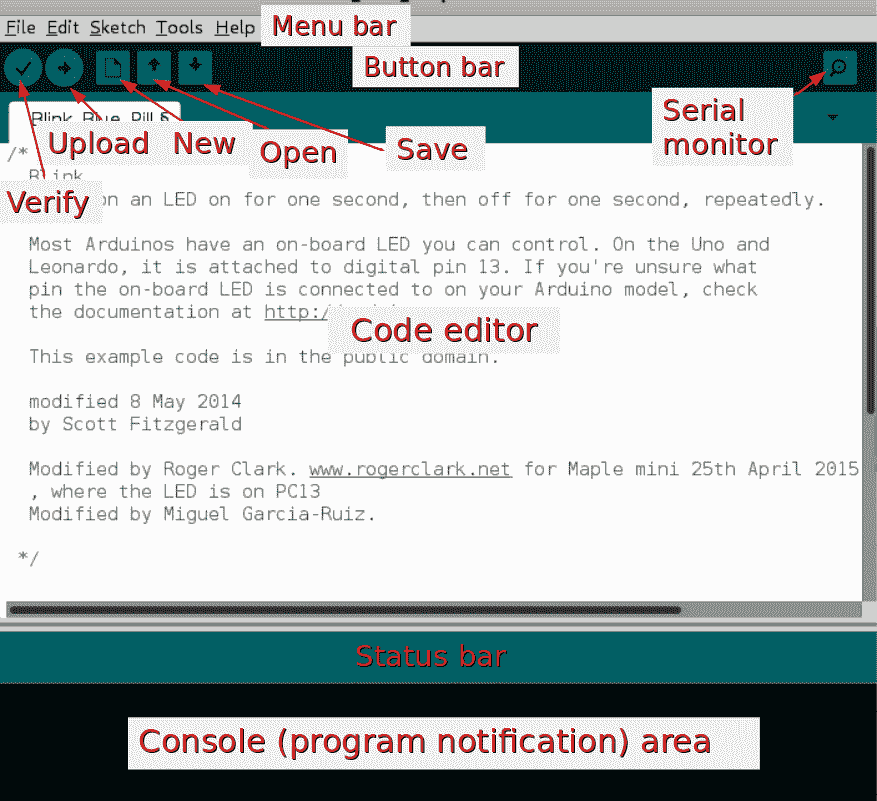 File Edit Sketch Tools Help
Menu bar
Button bar
Blink_Blue_Pill §
Serial
monitor
Upload
New
Open
Save
Verify
/*
Blink
on an LED on for one second, then off for one second, repeatedly.
Most Arduinos have an on-board LED you can control. On the Uno and
Leonardo, it is attached to digital pin 13. If you're unsure what
pin the on-board LED is connected to on your Arduino model, check
the documentation at http:/
Code editor
This example code is in the public domain.
modified 8 May 2014
by Scott Fitzgerald
Modified by Roger Clark. www.rogerclark.net for Maple mini 25th April 2015
, where the LED is on PC13
Modified by Miguel Garcia-Ruiz.
*/
Status bar
Console (program notification) area